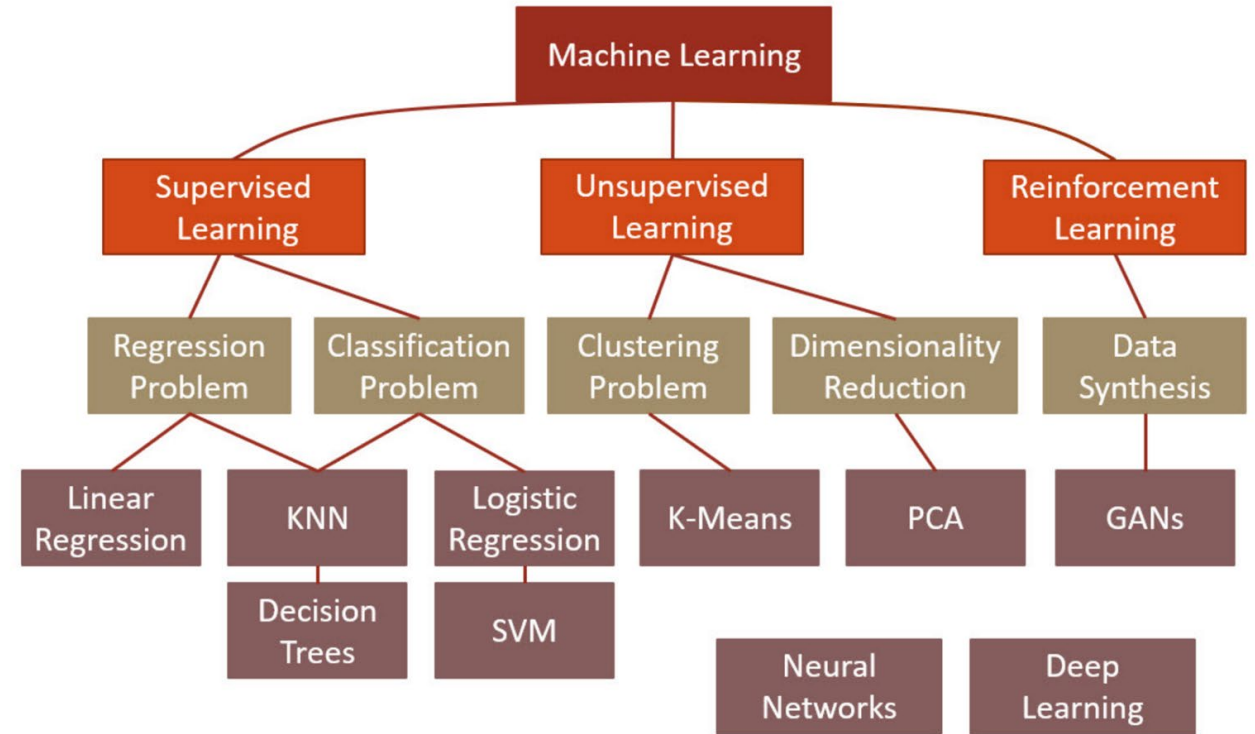 Machine Learning
Supervised
Learning
Unsupervised
Learning
Reinforcement
Learning
Regression
Problem
Classification
Problem
Clustering
Problem
Dimensionality
Reduction
Data
Synthesis
Linear
Regression
KNN
Logistic
Regression
K-Means
PCA
GANs
Decision
Trees
SVM
Neural
Networks
Deep
Learning